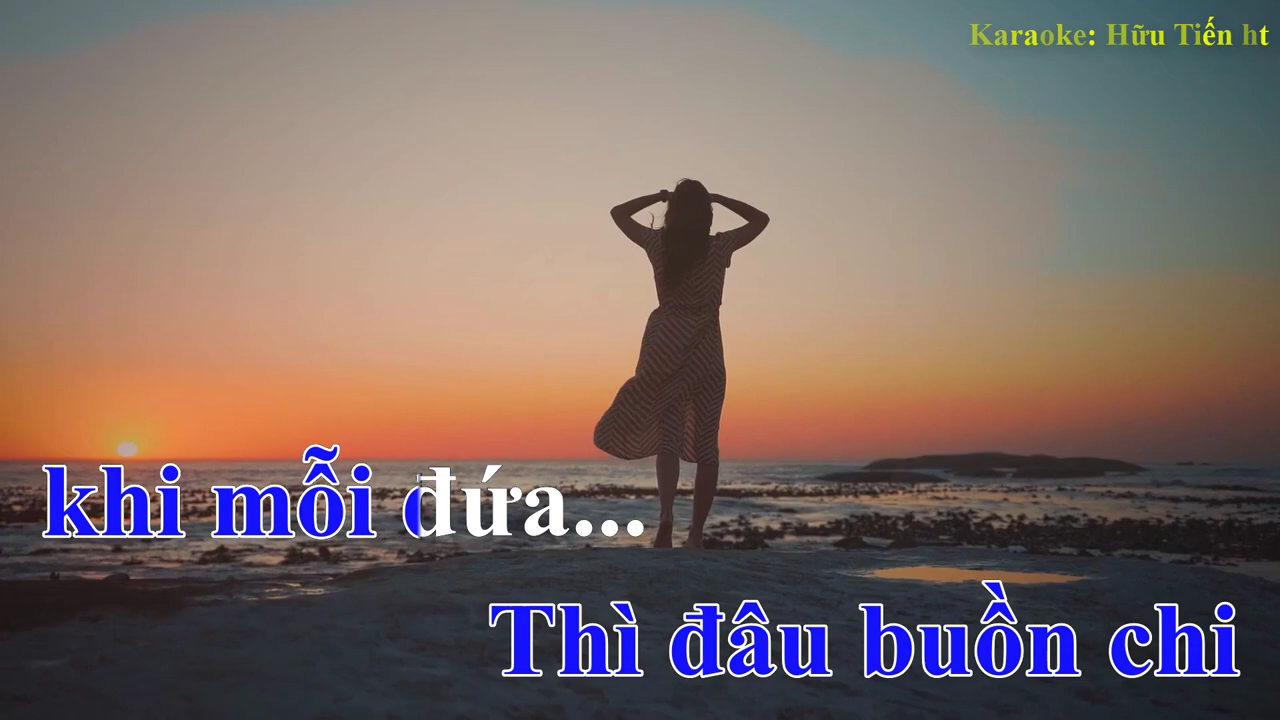 Karaoke: Hữu Tiến ht
khi mỗi đứa...
Thì đâu buồn chi